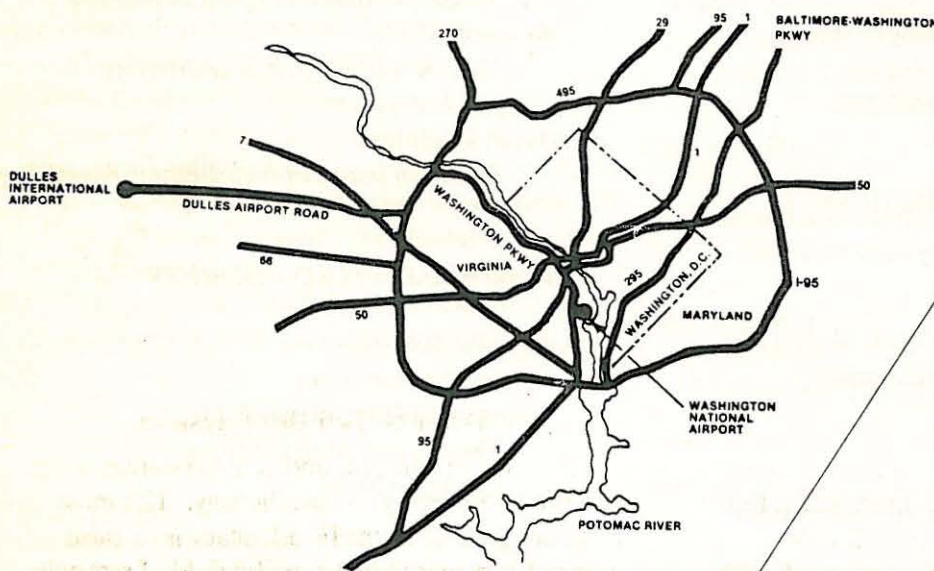 270
29
95
1
BALTIMORE-WASHINGTON
PKWY
495
7
1
DULLES
INTERNATIONAL
AIRPORT
DULLES AIRPORT ROAD
WASHINGTON PKWY
50
66
VIRGINIA
295
WASHINGTON, D.C.
I-95
50
MARYLAND
WASHINGTON
NATIONAL
AIRPORT
95
1
POTOMAC RIVER